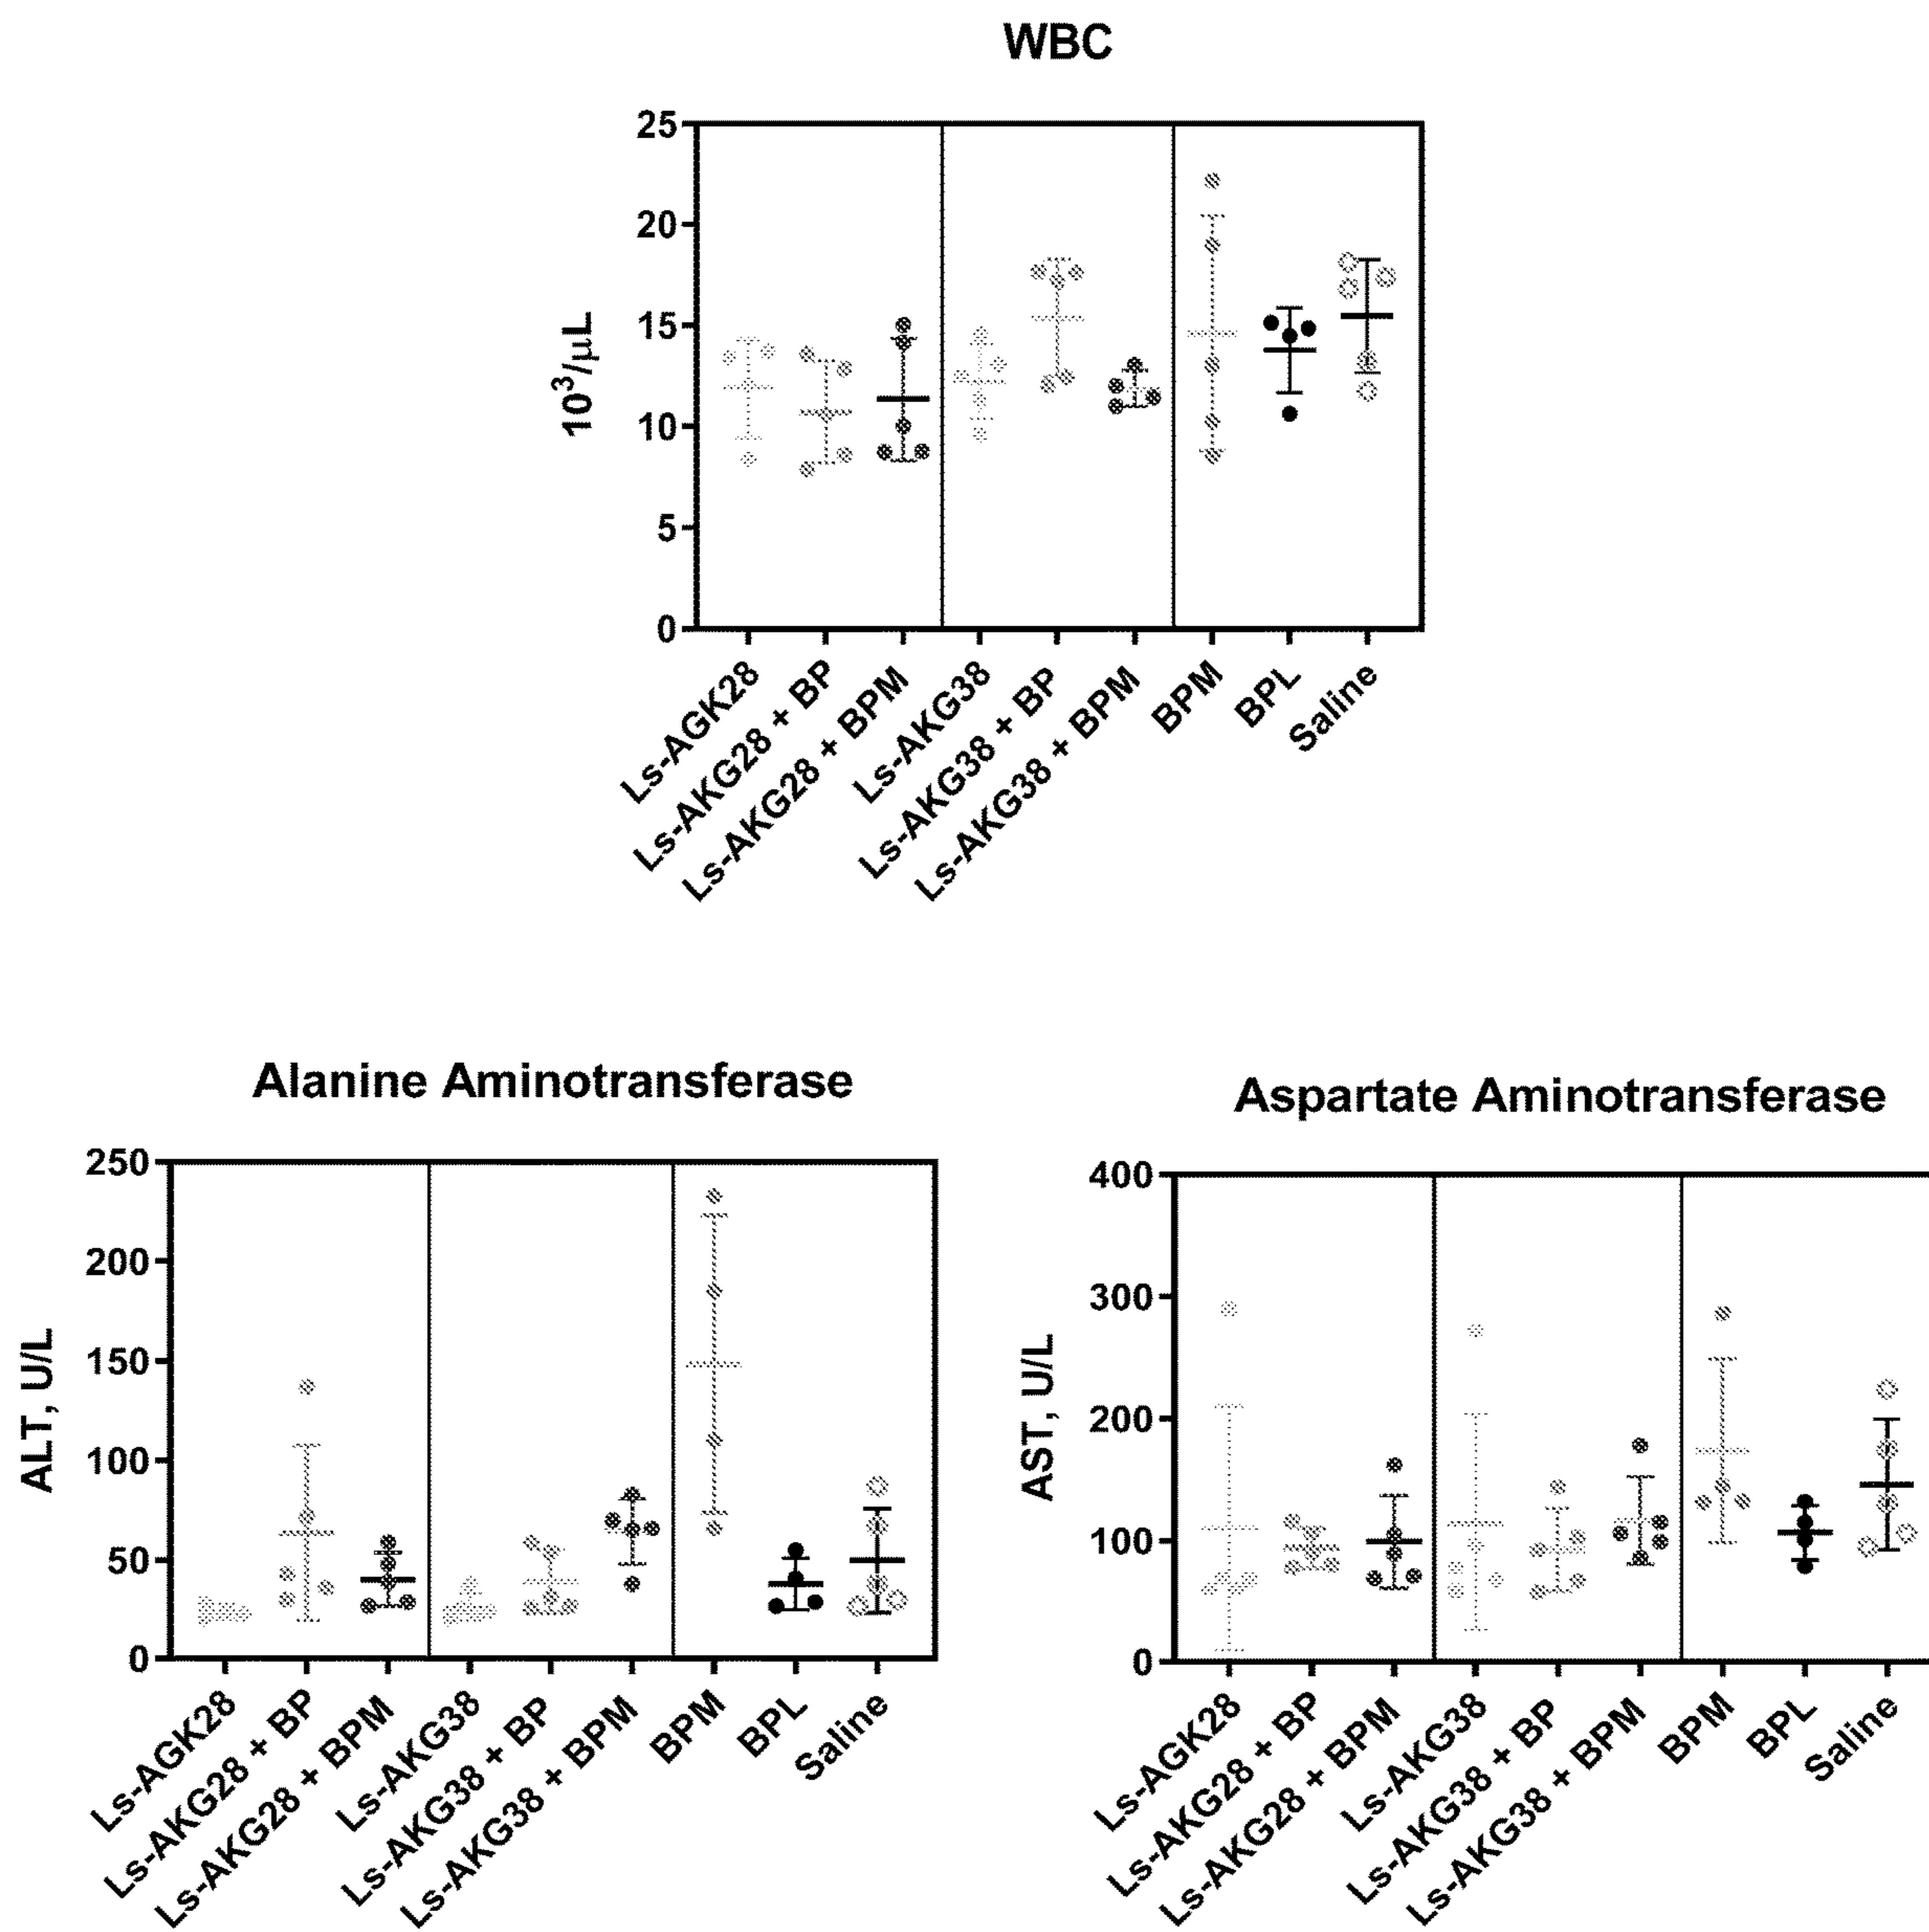 WBC
25
20
15
10
5
0
10³/µL
Ls-AGK28
Ls-AKG28 + BP
Ls-AKG28 + BPM
Ls-AKG38
Ls-AKG38 + BP
Ls-AKG38 + BPM
BPM
BPL
Saline
Alanine Aminotransferase
250
200
150
100
50
0
ALT, U/L
Ls-AGK28
Ls-AKG28 + BP
Ls-AKG28 + BPM
Ls-AKG38
Ls-AKG38 + BP
Ls-AKG38 + BPM
BPM
BPL
Saline
Aspartate Aminotransferase
400
300
200
100
0
AST, U/L
Ls-AGK28
Ls-AKG28 + BP
Ls-AKG28 + BPM
Ls-AKG38
Ls-AKG38 + BP
Ls-AKG38 + BPM
BPM
BPL
Saline